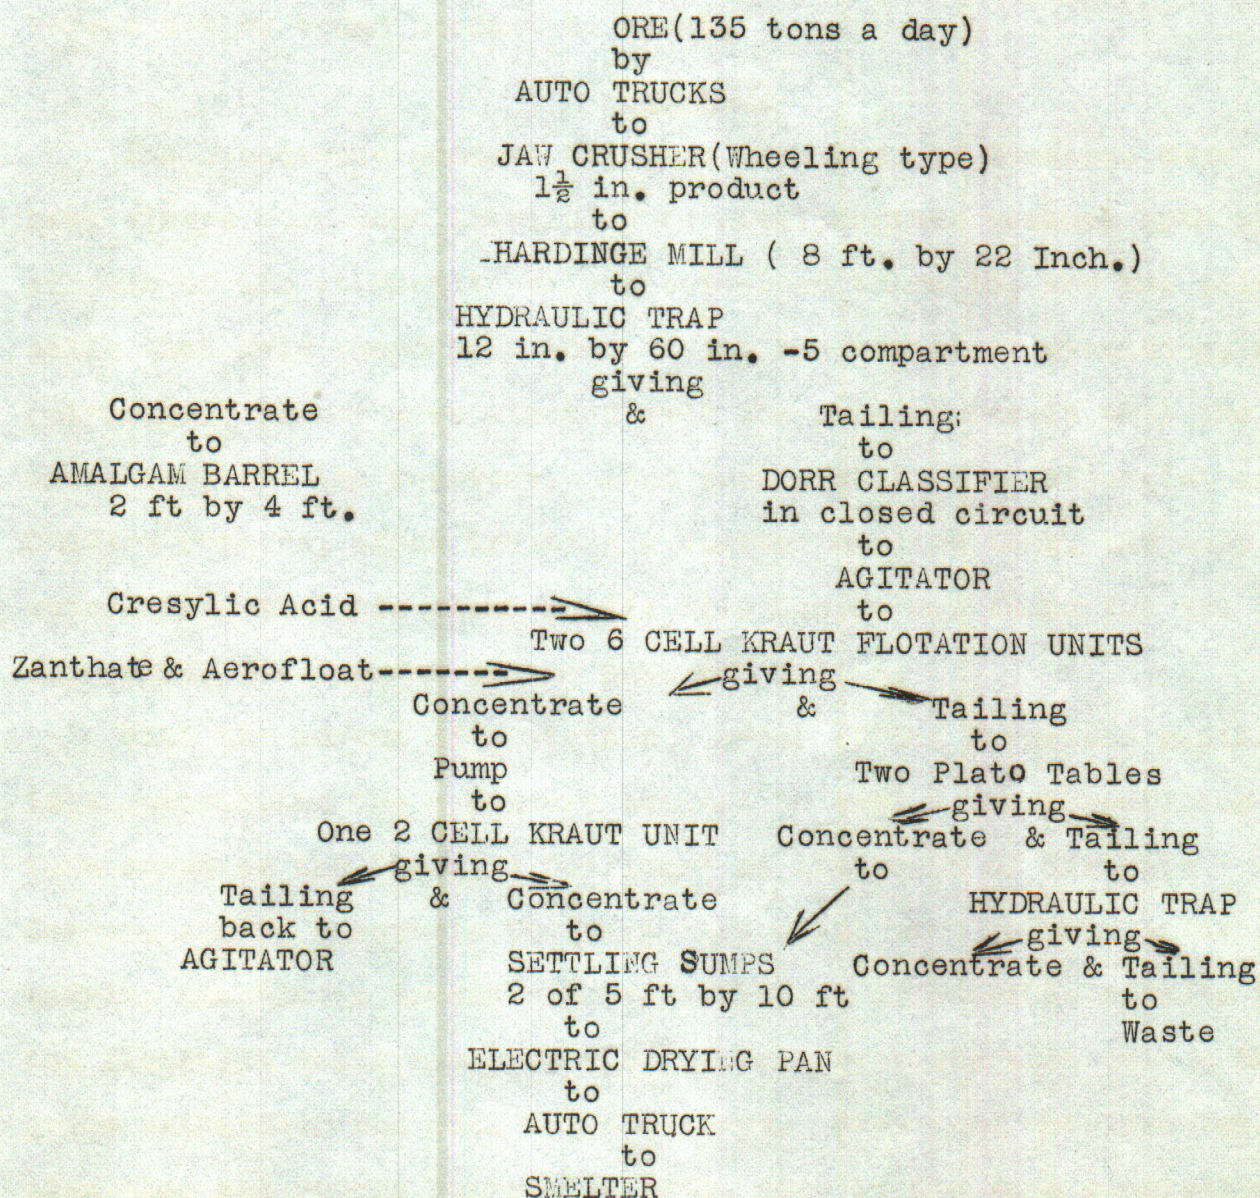 ORE(135 tons a day)
by
AUTO TRUCKS
to
JAW CRUSHER(Wheeling type)
1½ in. product
to
HARDINGE MILL ( 8 ft. by 22 Inch.)
to
HYDRAULIC TRAP
12 in. by 60 in. -5 compartment
giving
Concentrate & Tailing
to to
AMALGAM BARREL DORR CLASSIFIER
2 ft by 4 ft. in closed circuit
to
AGITATOR
Cresylic Acid to
Two 6 CELL KRAUT FLOTATION UNITS
Zanthate & Aerofloat giving
Concentrate & Tailing
to to
Pump Two Plato Tables
to giving
One 2 CELL KRAUT UNIT Concentrate & Tailing
giving to to
Tailing & Concentrate HYDRAULIC TRAP
back to to giving
AGITATOR SETTLING SUMPS Concentrate & Tailing
2 of 5 ft by 10 ft to
to Waste
ELECTRIC DRYING PAN
to
AUTO TRUCK
to
SMELTER